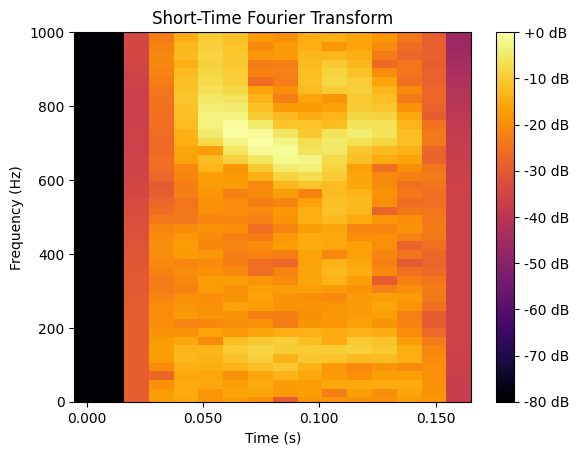 Short-Time Fourier Transform
Frequency (Hz)
1000
800
600
400
200
0
0.000
0.050
0.100
0.150
Time (s)
+0 dB
-10 dB
-20 dB
-30 dB
-40 dB
-50 dB
-60 dB
-70 dB
-80 dB